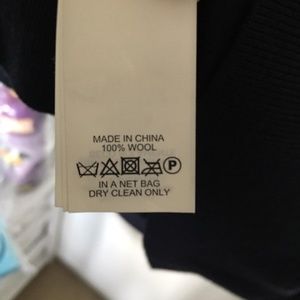 MADE IN CHINA
100% WOOL
P
IN A NET BAG
DRY CLEAN ONLY